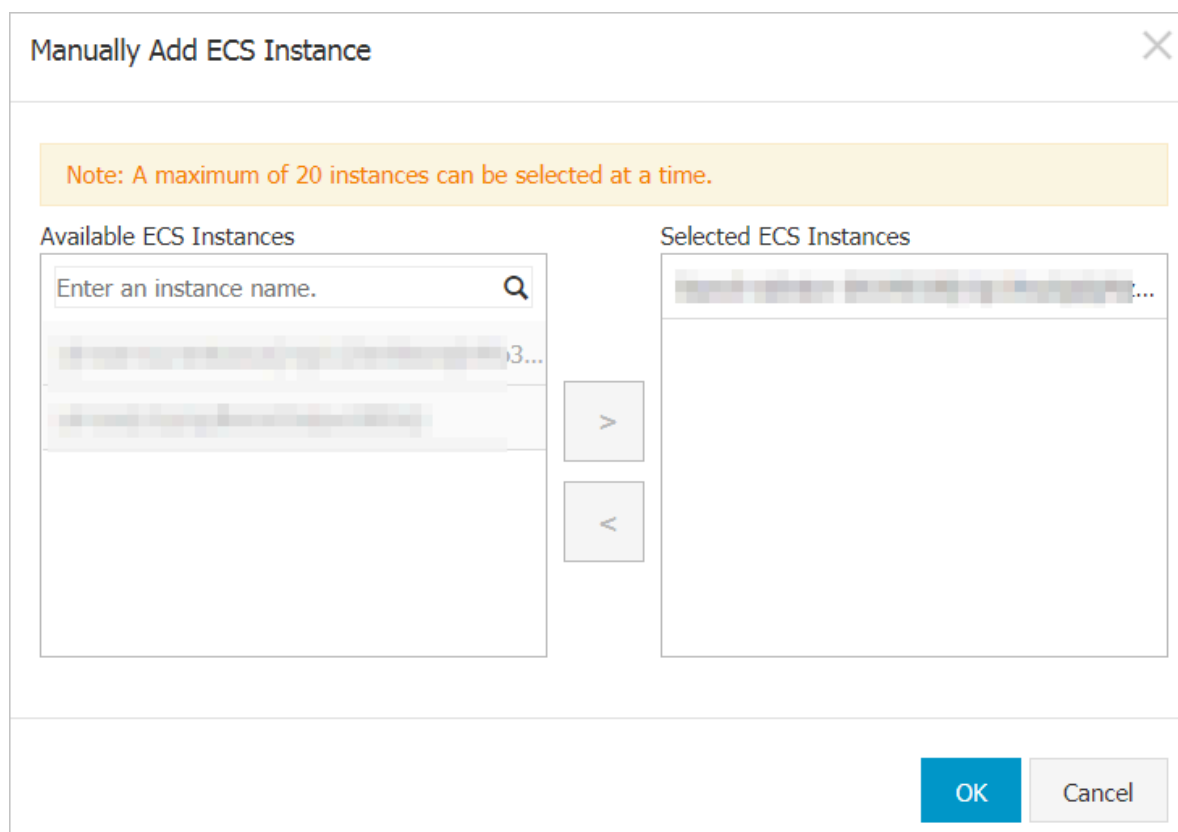 Manually Add ECS Instance
Note: A maximum of 20 instances can be selected at a time.
Available ECS Instances
Selected ECS Instances
Enter an instance name.
>
<
OK
Cancel